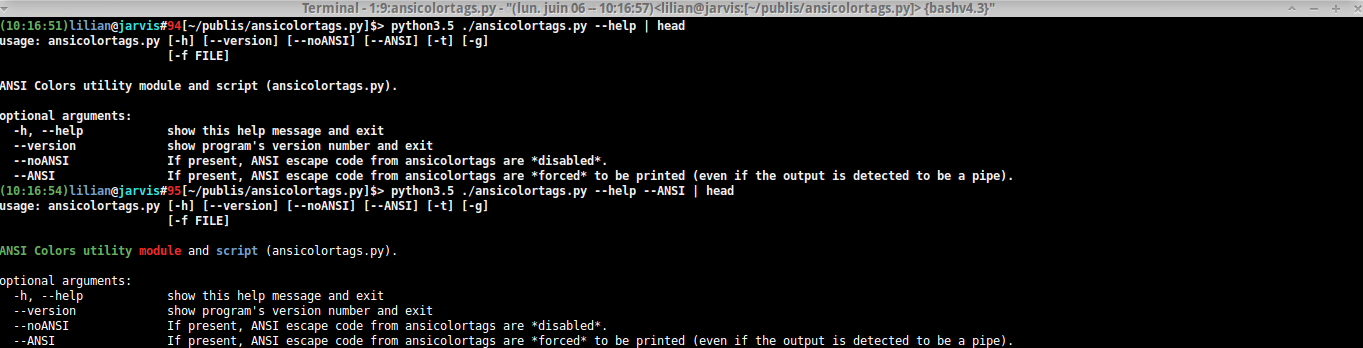 Terminal - 1:9:ansicolortags.py - "(lun. juin 06 -- 10:16:57)<lilian@jarvis:[~/publis/ansicolortags.py]> {bashv4.3}"
(10:16:51)lilian@jarvis#94[~/publis/ansicolortags.py]$> python3.5 ./ansicolortags.py --help | head
usage: ansicolortags.py [-h] [--version] [--noANSI] [--ANSI] [-t] [-g]
                        [-f FILE]
ANSI Colors utility module and script (ansicolortags.py).
optional arguments:
  -h, --help            show this help message and exit
  --version             show program's version number and exit
  --noANSI              If present, ANSI escape code from ansicolortags are *disabled*.
  --ANSI                If present, ANSI escape code from ansicolortags are *forced* to be printed (even if the output is detected to be a pipe).
(10:16:54)lilian@jarvis#95[~/publis/ansicolortags.py]$> python3.5 ./ansicolortags.py --help --ANSI | head
usage: ansicolortags.py [-h] [--version] [--noANSI] [--ANSI] [-t] [-g]
                        [-f FILE]
ANSI Colors utility module and script (ansicolortags.py).
optional arguments:
  -h, --help            show this help message and exit
  --version             show program's version number and exit
  --noANSI              If present, ANSI escape code from ansicolortags are *disabled*.
  --ANSI                If present, ANSI escape code from ansicolortags are *forced* to be printed (even if the output is detected to be a pipe).